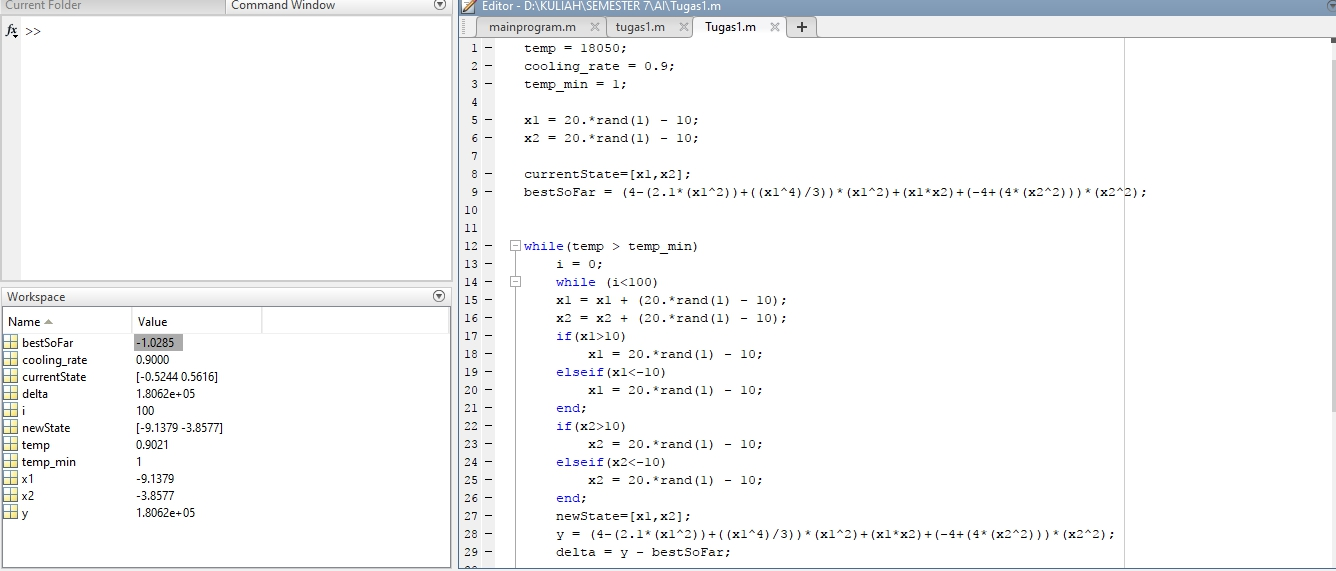 Current Folder
Command Window
fx >>
Workspace
Name Value
bestSoFar -1.0285
cooling_rate 0.9000
currentState [-0.5244 0.5616]
delta 1.8062e+05
i 100
newState [-9.1379 -3.8577]
temp 0.9021
temp_min 1
x1 -9.1379
x2 -3.8577
y 1.8062e+05
Editor - D:\KULIAH\SEMESTER 7\AI\Tugas1.m
mainprogram.m tugas1.m Tugas1.m +
1 - temp = 18050;
2 - cooling_rate = 0.9;
3 - temp_min = 1;
4
5 - x1 = 20.*rand(1) - 10;
6 - x2 = 20.*rand(1) - 10;
7
8 - currentState=[x1,x2];
9 - bestSoFar = (4-(2.1*(x1^2))+((x1^4)/3))*(x1^2)+(x1*x2)+(-4+(4*(x2^2)))*(x2^2);
10
11
12 - while(temp > temp_min)
13 - i = 0;
14 - while (i<100)
15 - x1 = x1 + (20.*rand(1) - 10);
16 - x2 = x2 + (20.*rand(1) - 10);
17 - if(x1>10)
18 - x1 = 20.*rand(1) - 10;
19 - elseif(x1<-10)
20 - x1 = 20.*rand(1) - 10;
21 - end;
22 - if(x2>10)
23 - x2 = 20.*rand(1) - 10;
24 - elseif(x2<-10)
25 - x2 = 20.*rand(1) - 10;
26 - end;
27 - newState=[x1,x2];
28 - y = (4-(2.1*(x1^2))+((x1^4)/3))*(x1^2)+(x1*x2)+(-4+(4*(x2^2)))*(x2^2);
29 - delta = y - bestSoFar;